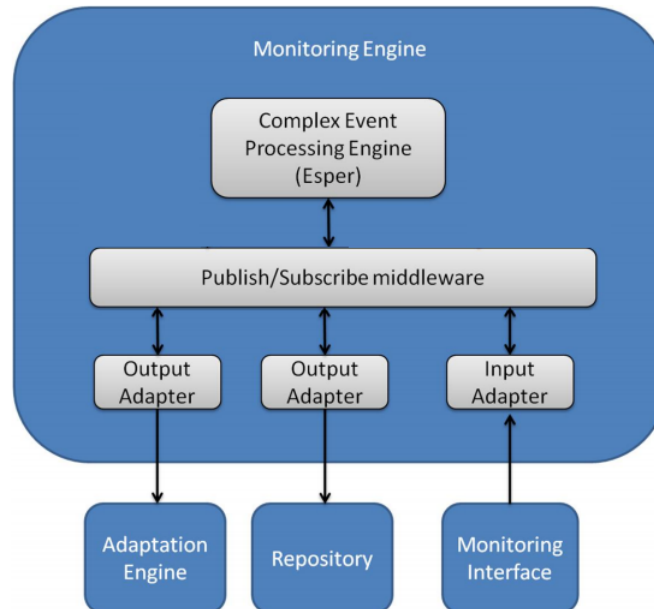 Monitoring Engine
Complex Event
Processing Engine
(Esper)
Publish/Subscribe middleware
Output
Adapter
Output
Adapter
Input
Adapter
Adaptation
Engine
Repository
Monitoring
Interface